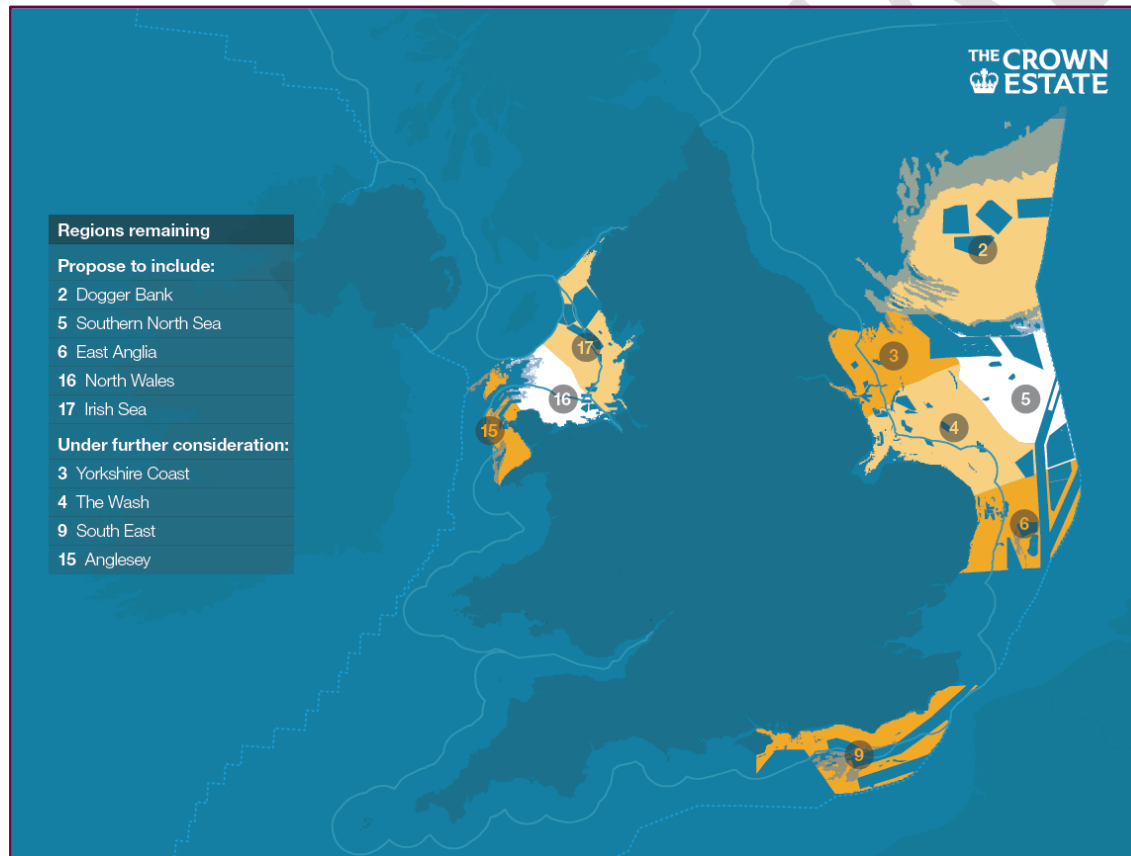 THE CROWN
ESTATE
Regions remaining
Propose to include:
2 Dogger Bank
5 Southern North Sea
6 East Anglia
16 North Wales
17 Irish Sea
Under further consideration:
3 Yorkshire Coast
4 The Wash
9 South East
15 Anglesey
2
17
3
16
5
15
4
6
9